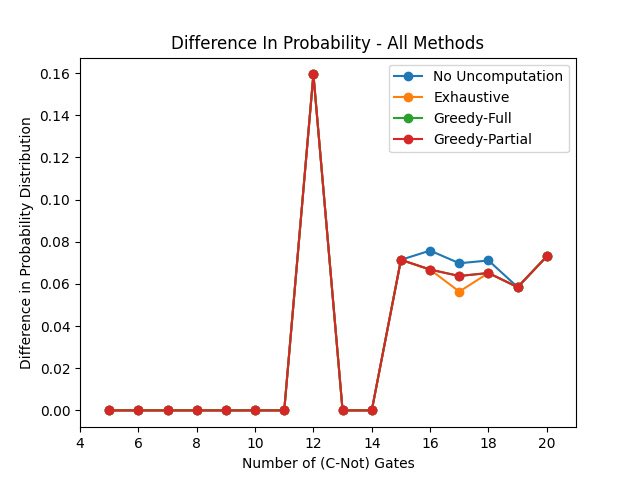 Difference In Probability - All Methods
No Uncomputation
Exhaustive
Greedy-Full
Greedy-Partial
Difference in Probability Distribution
0.16
0.14
0.12
0.10
0.08
0.06
0.04
0.02
0.00
4 6 8 10 12 14 16 18 20
Number of (C-Not) Gates